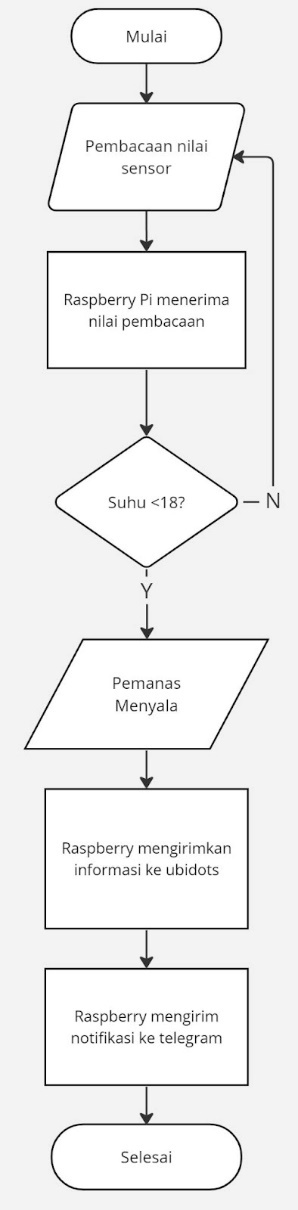 Mulai
Pembacaan nilai
sensor
Raspberry Pi menerima
nilai pembacaan
Suhu <18?
N
Y
Pemanas
Menyala
Raspberry mengirimkan
informasi ke ubidots
Raspberry mengirim
notifikasi ke telegram
Selesai